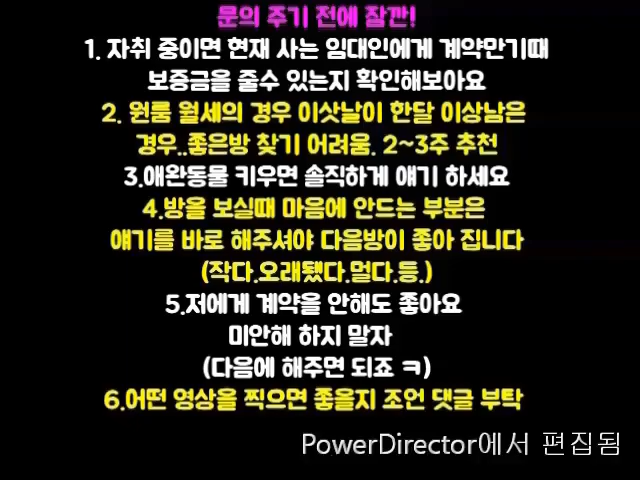 문의 주기 전에 잠깐!
1. 자취 중이면 현재 사는 임대인에게 계약만기때
보증금을 줄수 있는지 확인해보아요
2. 원룸 월세의 경우 이삿날이 한달 이상남은
경우..좋은방 찾기 어려움. 2~3주 추천
3.애완동물 키우면 솔직하게 얘기 하세요
4.방을 보실때 마음에 안드는 부분은
얘기를 바로 해주셔야 다음방이 좋아 집니다
(작다.오래됐다.멀다.등.)
5.저에게 계약을 안해도 좋아요
미안해 하지 말자
(다음에 해주면 되죠 ㅋ)
6.어떤 영상을 찍으면 좋을지 조언 댓글 부탁
PowerDirector에서 편집됨